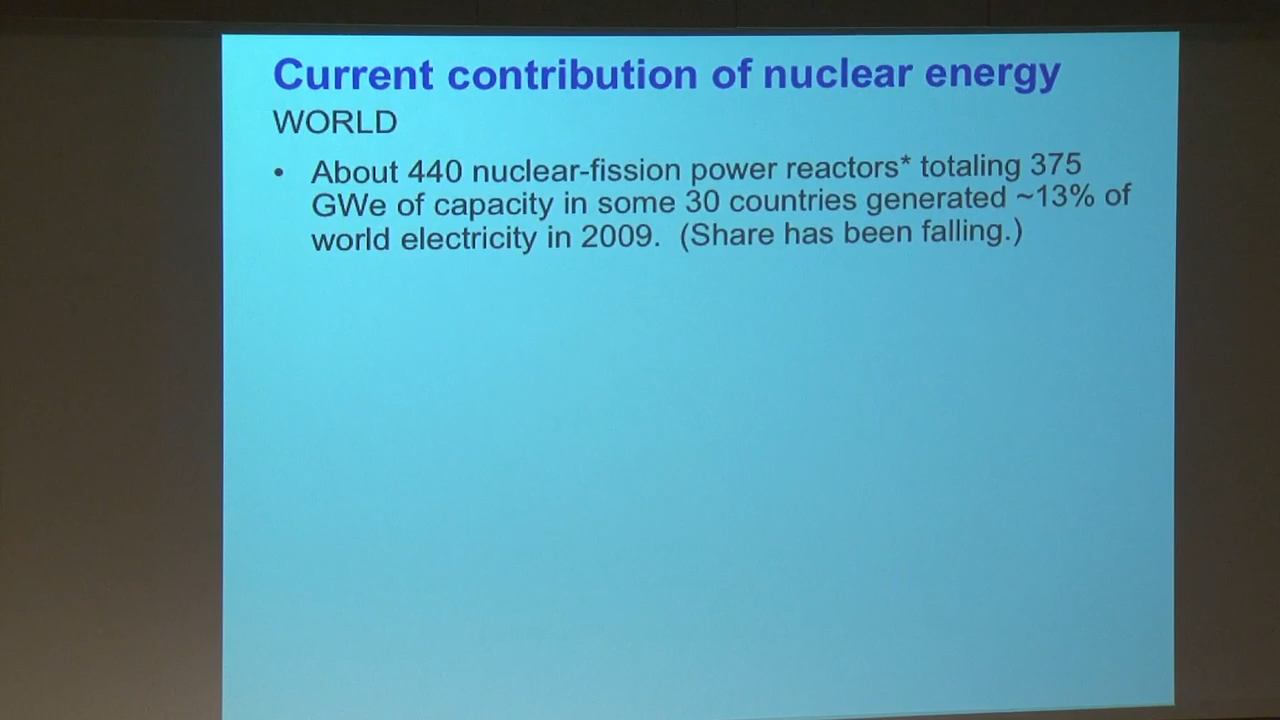 Current contribution of nuclear energy
WORLD
• About 440 nuclear-fission power reactors* totaling 375
GWe of capacity in some 30 countries generated ~13% of
world electricity in 2009. (Share has been falling.)